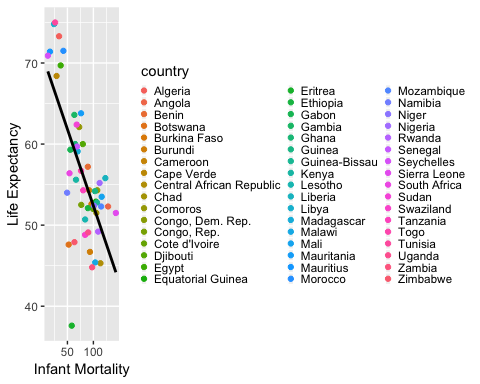 70
60
50
40
Life Expectancy
50 100
Infant Mortality
country
Algeria
Angola
Benin
Botswana
Burkina Faso
Burundi
Cameroon
Cape Verde
Central African Republic
Chad
Comoros
Congo, Dem. Rep.
Congo, Rep.
Cote d'Ivoire
Djibouti
Egypt
Equatorial Guinea
Eritrea
Ethiopia
Gabon
Gambia
Ghana
Guinea
Guinea-Bissau
Kenya
Lesotho
Liberia
Libya
Madagascar
Malawi
Mali
Mauritania
Mauritius
Morocco
Mozambique
Namibia
Niger
Nigeria
Rwanda
Senegal
Seychelles
Sierra Leone
South Africa
Sudan
Swaziland
Tanzania
Togo
Tunisia
Uganda
Zambia
Zimbabwe